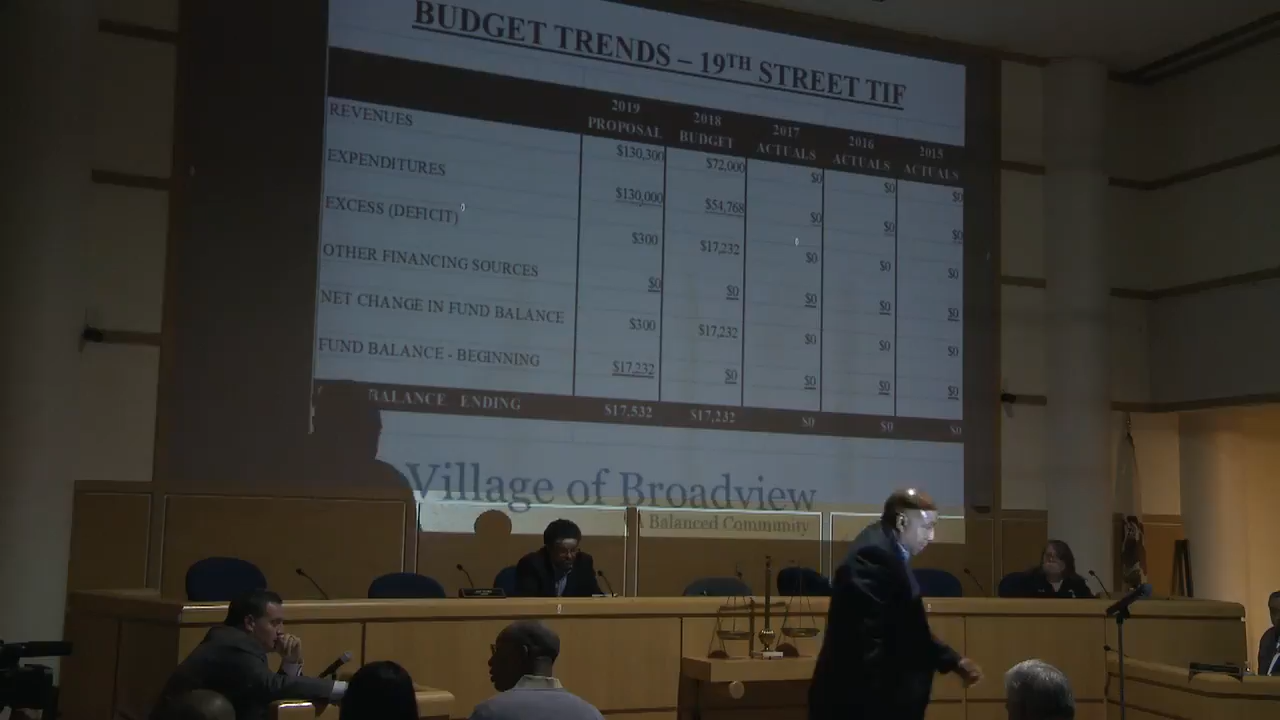 BUDGET TRENDS – 19TH STREET TIF
2019 PROPOSAL 2018 BUDGET 2017 ACTUALS 2016 ACTUALS 2015 ACTUALS
REVENUES $130,300 $72,000 $0 $0 $0
EXPENDITURES $130,000 $54,768 $0 $0 $0
EXCESS (DEFICIT) $300 $17,232 $0 $0 $0
OTHER FINANCING SOURCES $0 $0 $0 $0 $0
NET CHANGE IN FUND BALANCE $300 $17,232 $0 $0 $0
FUND BALANCE - BEGINNING $17,232 $0 $0 $0 $0
BALANCE ENDING $17,532 $17,232 $0 $0 $0
Village of Broadview
A Balanced Community